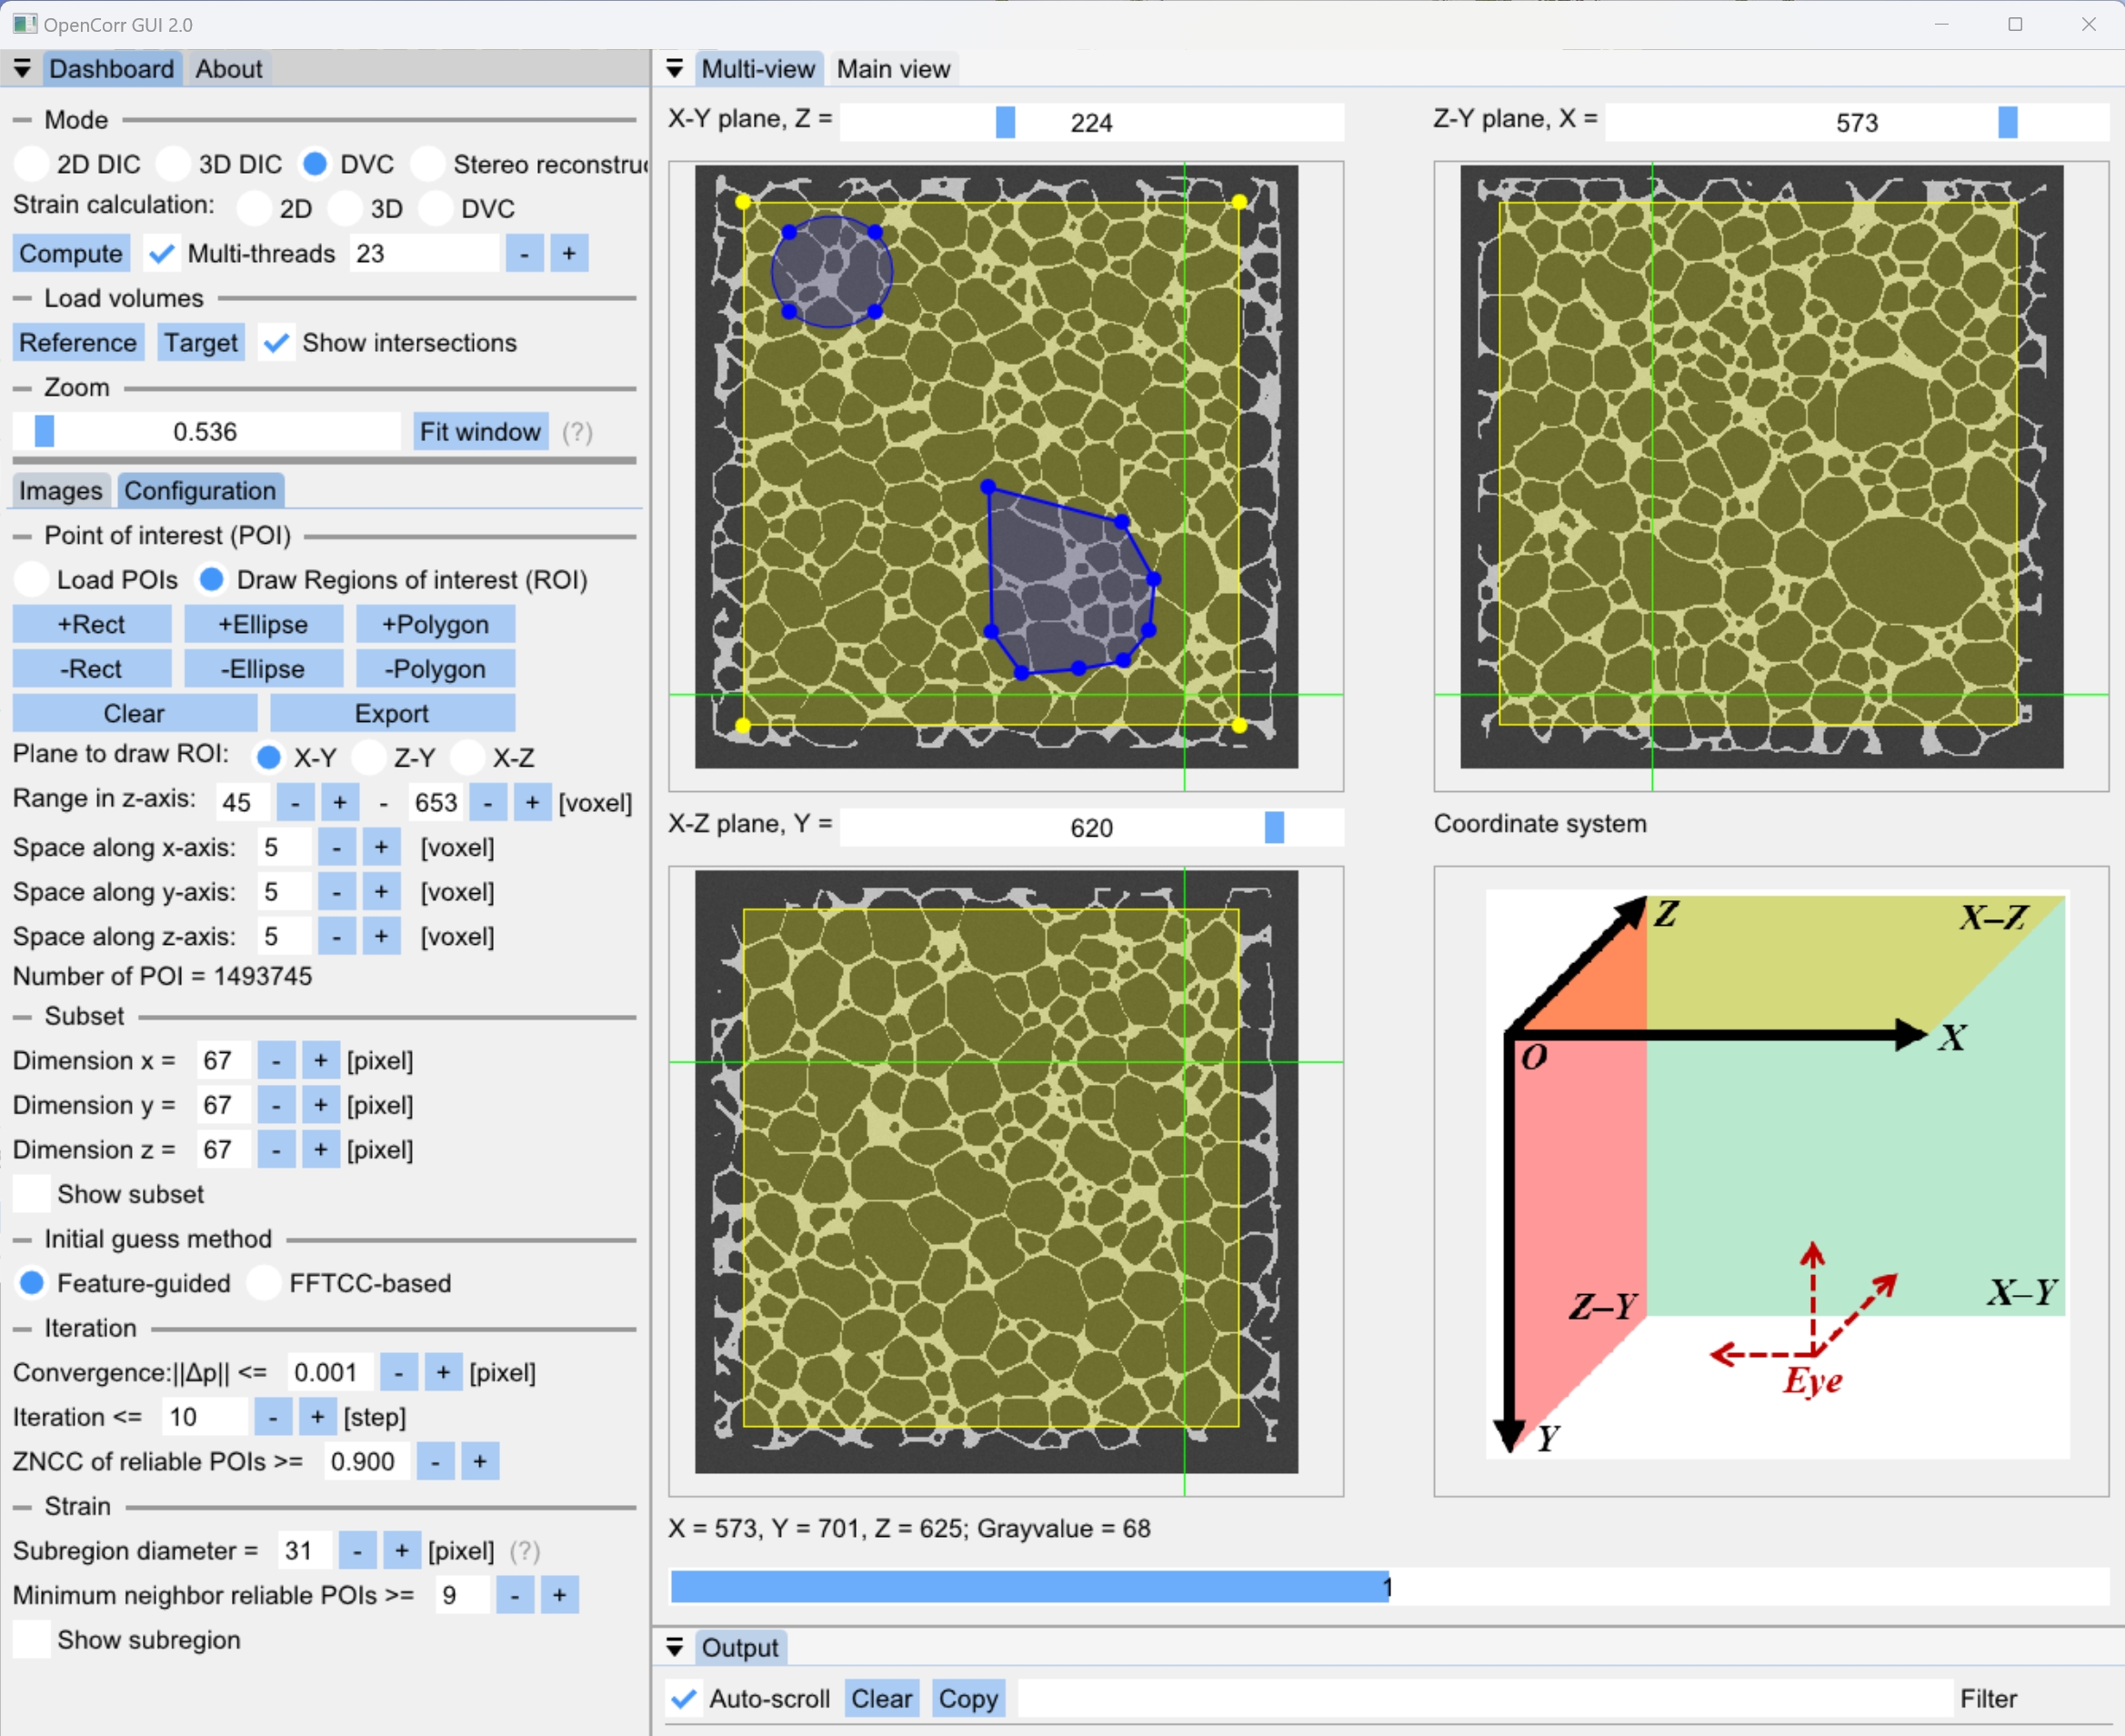 OpenCorr GUI 2.0
Dashboard About
Mode
2D DIC 3D DIC DVC Stereo reconstru
Strain calculation: 2D 3D DVC
Compute Multi-threads 23 - +
Load volumes
Reference Target Show intersections
Zoom
0.536 Fit window (?)
Images Configuration
Point of interest (POI)
Load POIs Draw Regions of interest (ROI)
+Rect +Ellipse +Polygon
-Rect -Ellipse -Polygon
Clear Export
Plane to draw ROI: X-Y Z-Y X-Z
Range in z-axis: 45 - + - 653 - + [voxel]
Space along x-axis: 5 - + [voxel]
Space along y-axis: 5 - + [voxel]
Space along z-axis: 5 - + [voxel]
Number of POI = 1493745
Subset
Dimension x = 67 - + [pixel]
Dimension y = 67 - + [pixel]
Dimension z = 67 - + [pixel]
Show subset
Initial guess method
Feature-guided FFTCC-based
Iteration
Convergence:||Δp|| <= 0.001 - + [pixel]
Iteration <= 10 - + [step]
ZNCC of reliable POIs >= 0.900 - +
Strain
Subregion diameter = 31 - + [pixel] (?)
Minimum neighbor reliable POIs >= 9 - +
Show subregion
Multi-view Main view
X-Y plane, Z = 224
Z-Y plane, X = 573
X-Z plane, Y = 620
Coordinate system
Z X–Z
X
O
Z–Y X–Y
Eye
Y
X = 573, Y = 701, Z = 625; Grayvalue = 68
1
Output
Auto-scroll Clear Copy Filter